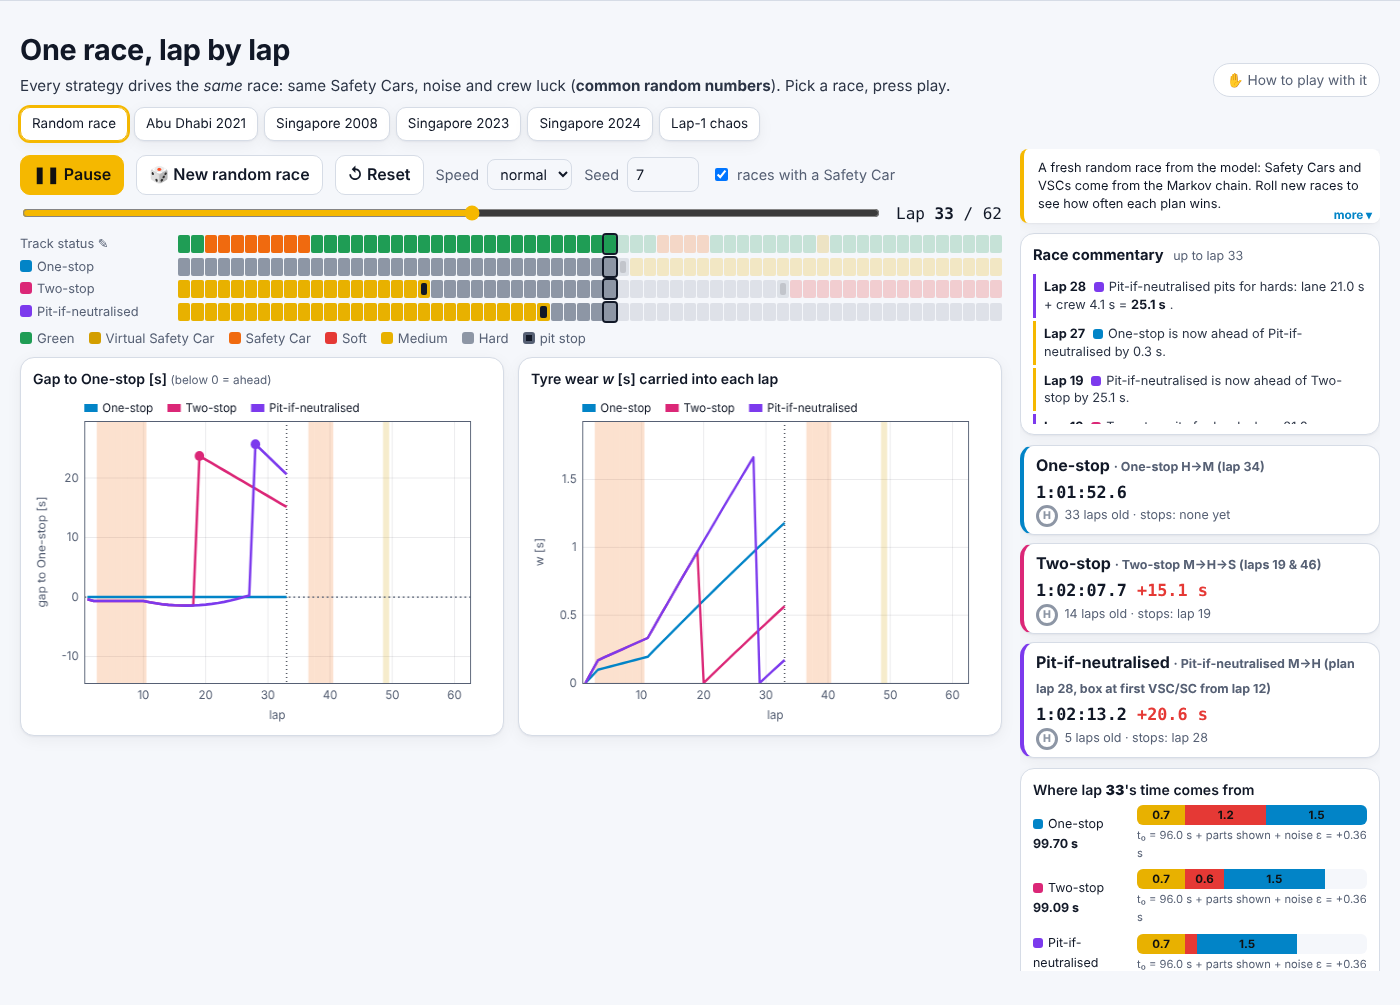 One race, lap by lap
Every strategy drives the same race: same Safety Cars, noise and crew luck (common random numbers). Pick a race, press play.
✋ How to play with it
Random race
Abu Dhabi 2021
Singapore 2008
Singapore 2023
Singapore 2024
Lap-1 chaos
❚❚ Pause
🎲 New random race
↺ Reset
Speed normal
Seed 7
races with a Safety Car
Lap 33 / 62
Track status ✎
One-stop
Two-stop
Pit-if-neutralised
Green
Virtual Safety Car
Safety Car
Soft
Medium
Hard
pit stop
Gap to One-stop [s] (below 0 = ahead)
One-stop
Two-stop
Pit-if-neutralised
gap to One-stop [s]
20
10
0
-10
10
20
30
40
50
60
lap
Tyre wear w [s] carried into each lap
One-stop
Two-stop
Pit-if-neutralised
w [s]
1.5
1
0.5
0
10
20
30
40
50
60
lap
A fresh random race from the model: Safety Cars and
VSCs come from the Markov chain. Roll new races to
see how often each plan wins.
more ▾
Race commentary up to lap 33
Lap 28 Pit-if-neutralised pits for hards: lane 21.0 s
+ crew 4.1 s = 25.1 s .
Lap 27 One-stop is now ahead of Pit-if-
neutralised by 0.3 s.
Lap 19 Pit-if-neutralised is now ahead of Two-
stop by 25.1 s.
One-stop · One-stop H→M (lap 34)
1:01:52.6
H 33 laps old · stops: none yet
Two-stop · Two-stop M→H→S (laps 19 & 46)
1:02:07.7 +15.1 s
H 14 laps old · stops: lap 19
Pit-if-neutralised · Pit-if-neutralised M→H (plan
lap 28, box at first VSC/SC from lap 12)
1:02:13.2 +20.6 s
H 5 laps old · stops: lap 28
Where lap 33's time comes from
One-stop
99.70 s
0.7 1.2 1.5
t₀ = 96.0 s + parts shown + noise ε = +0.36
s
Two-stop
99.09 s
0.7 0.6 1.5
t₀ = 96.0 s + parts shown + noise ε = +0.36
s
Pit-if-
neutralised
0.7 1.5
t₀ = 96.0 s + parts shown + noise ε = +0.36